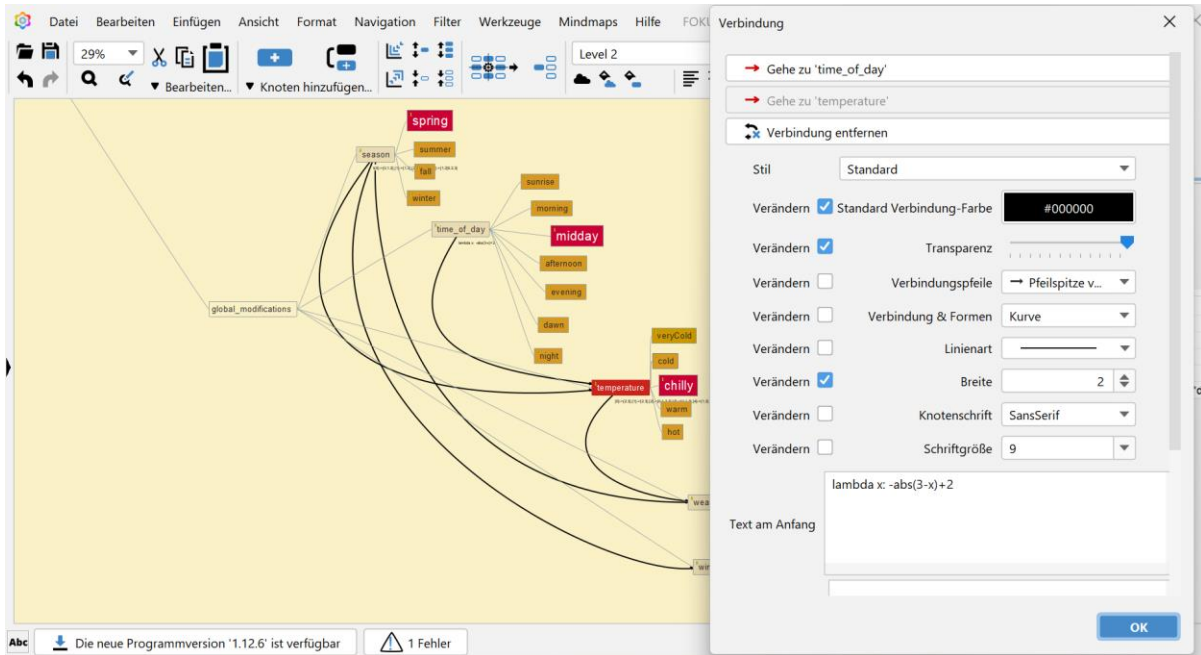 Datei Bearbeiten Einfügen Ansicht Format Navigation Filter Werkzeuge Mindmaps Hilfe FOKU
29%
Level 2
Bearbeiten... Knoten hinzufügen...
spring
season
summer
fall
winter
sunrise
morning
time_of_day
midday
afternoon
evening
dawn
night
global_modifications
veryCold
cold
temperature
chilly
warm
hot
wea
win
Abc
Die neue Programmversion '1.12.6' ist verfügbar
1 Fehler
Verbindung
Gehe zu 'time_of_day'
Gehe zu 'temperature'
Verbindung entfernen
Stil Standard
Verändern Standard Verbindung-Farbe #000000
Verändern Transparenz
Verändern Verbindungspfeile Pfeilspitze v...
Verändern Verbindung & Formen Kurve
Verändern Linienart
Verändern Breite 2
Verändern Knotenschrift SansSerif
Verändern Schriftgröße 9
Text am Anfang
lambda x: -abs(3-x)+2
OK